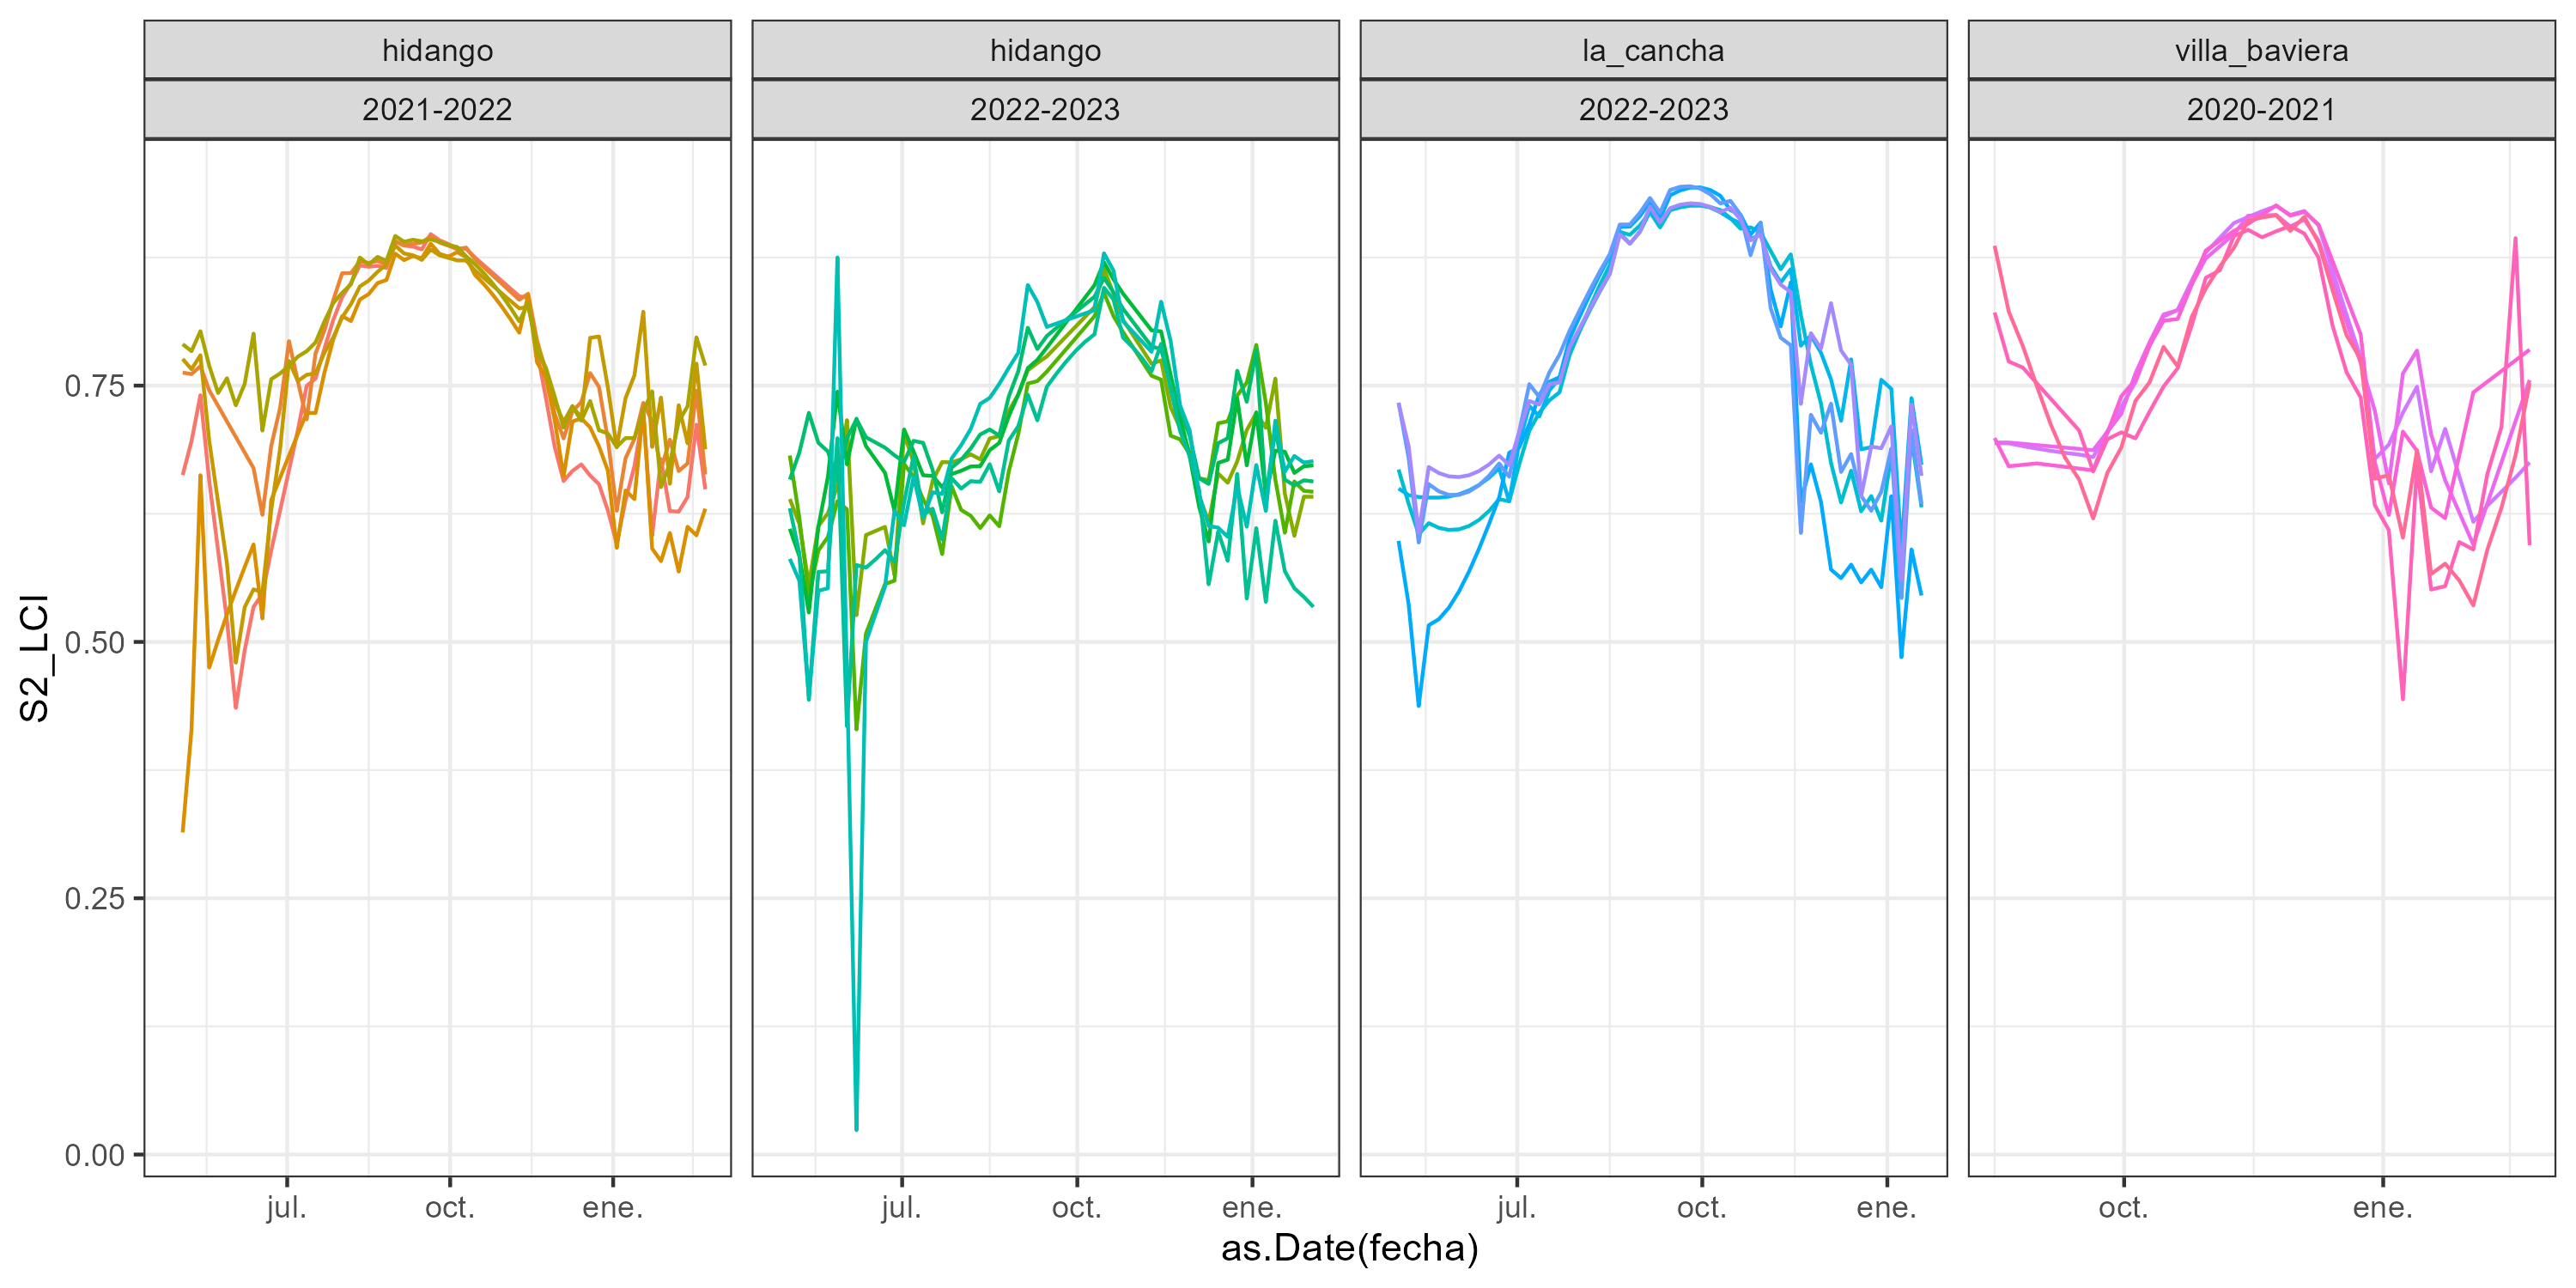 hidango
hidango
la_cancha
villa_baviera
2021-2022
2022-2023
2022-2023
2020-2021
S2_LCI
0.75
0.50
0.25
0.00
jul.
oct.
ene.
jul.
oct.
ene.
jul.
oct.
ene.
oct.
ene.
as.Date(fecha)